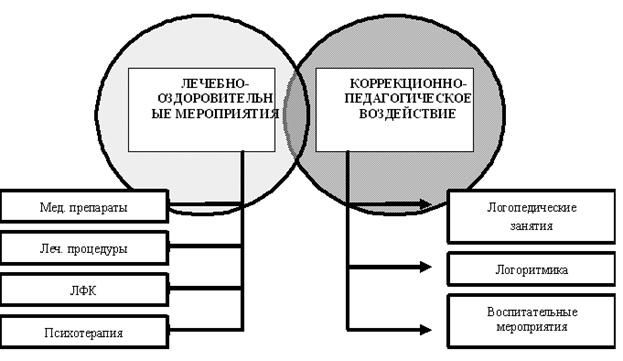 ЛЕЧЕБНО-
ОЗДОРОВИТЕЛЬН
ЫЕ МЕРОПРИЯТИЯ
КОРРЕКЦИОННО-
ПЕДАГОГИЧЕСКОЕ
ВОЗДЕЙСТВИЕ
Мед. препараты
Леч. процедуры
ЛФК
Психотерапия
Логопедические
занятия
Логоритмика
Воспитательные
мероприятия